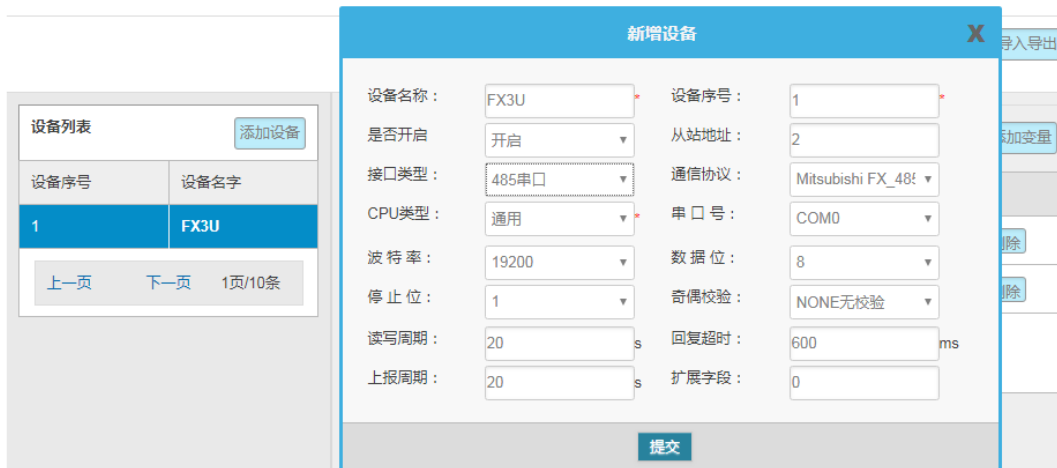 新增设备 X
导入导出
设备列表 添加设备
设备序号 设备名字
1 FX3U
上一页 下一页 1页/10条
设备名称： FX3U * 设备序号： 1 *
是否开启 开启 从站地址： 2
接口类型： 485串口 通信协议： Mitsubishi FX_485
CPU类型： 通用 * 串 口 号： COM0
波 特 率： 19200 数 据 位： 8
停 止 位： 1 奇偶校验： NONE无校验
读写周期： 20 s 回复超时： 600 ms
上报周期： 20 s 扩展字段： 0
提交
添加变量
删除
删除